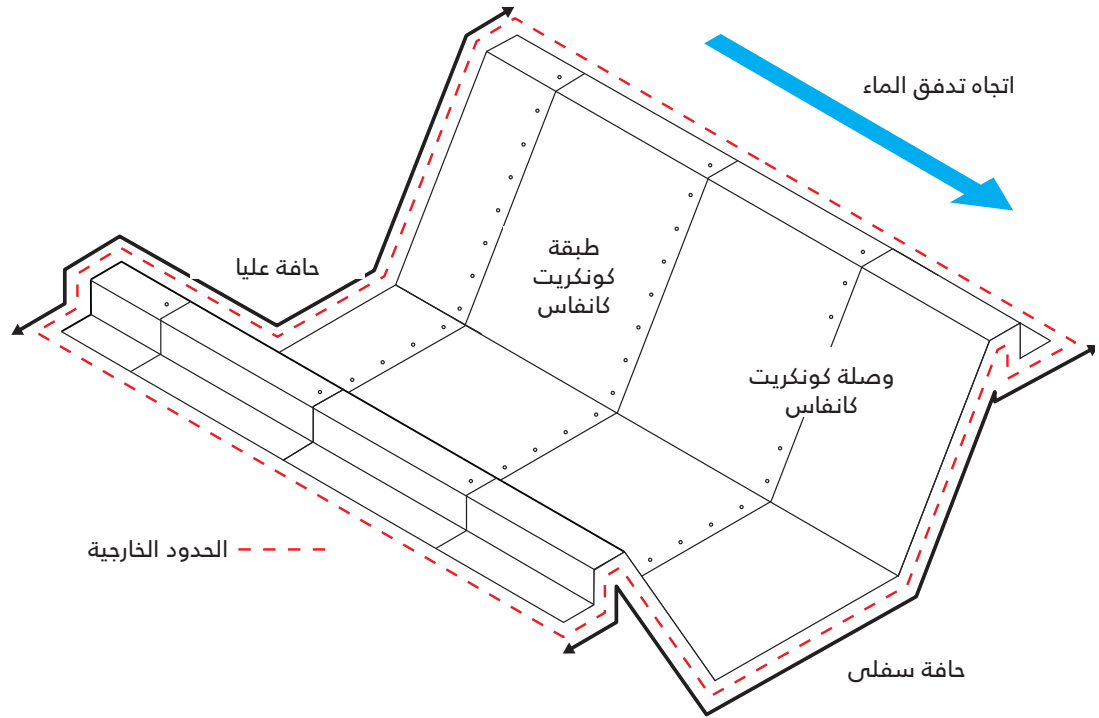 اتجاه تدفق الماء
حافة عليا
طبقة
كونكريت
كانفاس
وصلة كونكريت
كانفاس
الحدود الخارجية
حافة سفلى